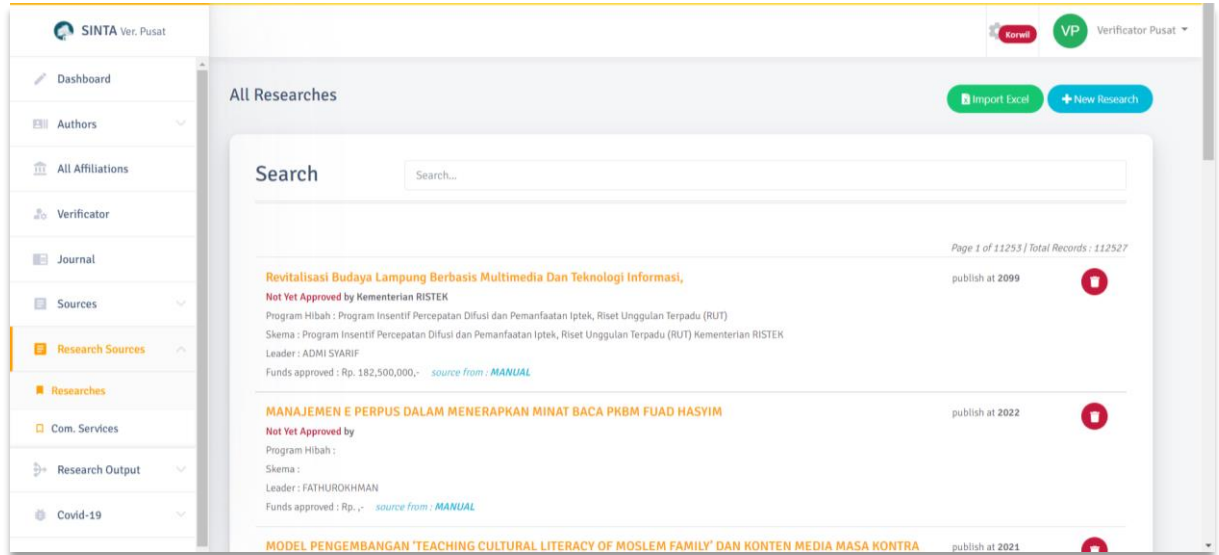 SINTA Ver. Pusat
Korwil
VP
Verificator Pusat
Dashboard
Authors
All Affiliations
Verificator
Journal
Sources
Research Sources
Researches
Com. Services
Research Output
Covid-19
All Researches
Import Excel
New Research
Search
Search...
Page 1 of 11253 | Total Records : 112527
Revitalisasi Budaya Lampung Berbasis Multimedia Dan Teknologi Informasi,
publish at 2099
Not Yet Approved by Kementerian RISTEK
Program Hibah : Program Insentif Percepatan Difusi dan Pemanfaatan Iptek, Riset Unggulan Terpadu (RUT)
Skema : Program Insentif Percepatan Difusi dan Pemanfaatan Iptek, Riset Unggulan Terpadu (RUT) Kementerian RISTEK
Leader : ADMI SYARIF
Funds approved : Rp. 182,500,000,- source from : MANUAL
MANAJEMEN E PERPUS DALAM MENERAPKAN MINAT BACA PKBM FUAD HASYIM
publish at 2022
Not Yet Approved by
Program Hibah :
Skema :
Leader : FATHUROKHMAN
Funds approved : Rp. ,- source from : MANUAL
MODEL PENGEMBANGAN 'TEACHING CULTURAL LITERACY OF MOSLEM FAMILY' DAN KONTEN MEDIA MASA KONTRA
publish at 2021